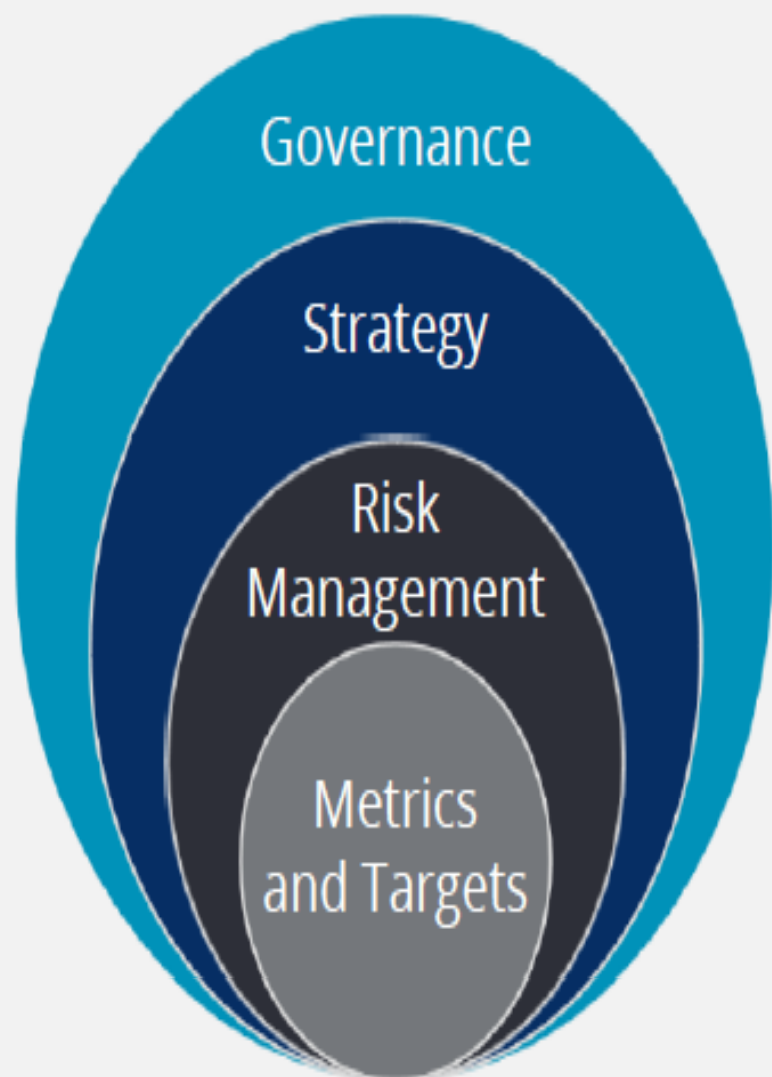 Governance
Strategy
Risk
Management
Metrics
and Targets